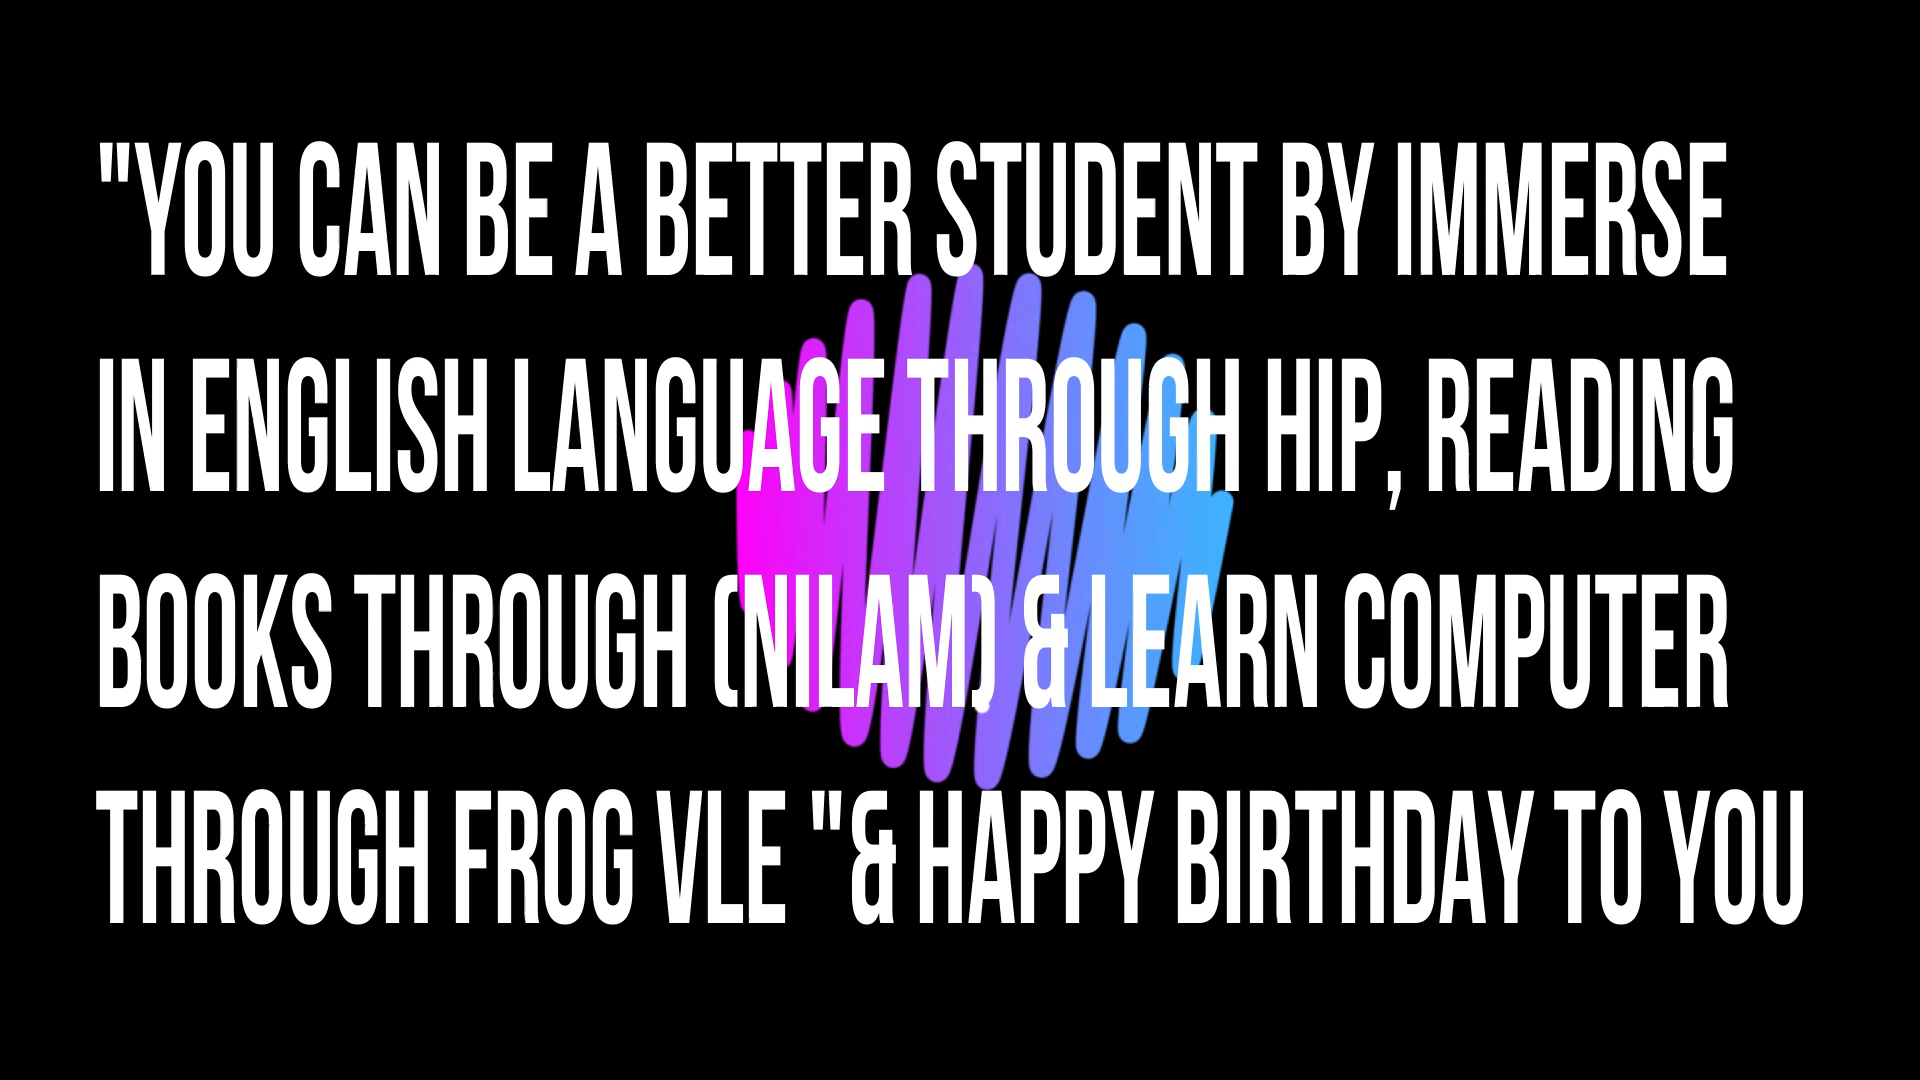 "YOU CAN BE A BETTER STUDENT BY IMMERSE
IN ENGLISH LANGUAGE THROUGH HIP, READING
BOOKS THROUGH (NILAM) & LEARN COMPUTER
THROUGH FROG VLE "& HAPPY BIRTHDAY TO YOU